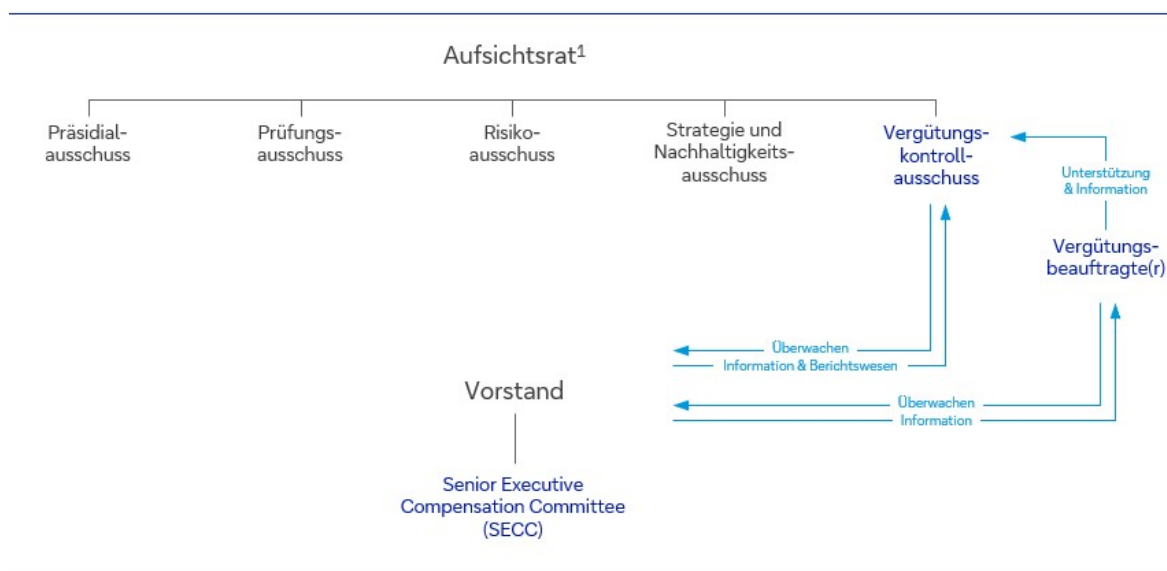 Aufsichtsrat¹
Präsidial-
ausschuss
Prüfungs-
ausschuss
Risiko-
ausschuss
Strategie und
Nachhaltigkeits-
ausschuss
Vergütungs-
kontroll-
ausschuss
Unterstützung
& Information
Vergütungs-
beauftragte(r)
Überwachen
Information & Berichtswesen
Überwachen
Information
Vorstand
Senior Executive
Compensation Committee
(SECC)